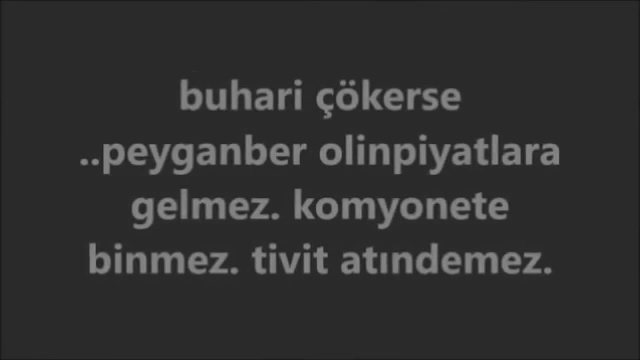 buhari çökerse
..peyganber olinpiyatlara
gelmez. komyonete
binmez. tivit atındemez.